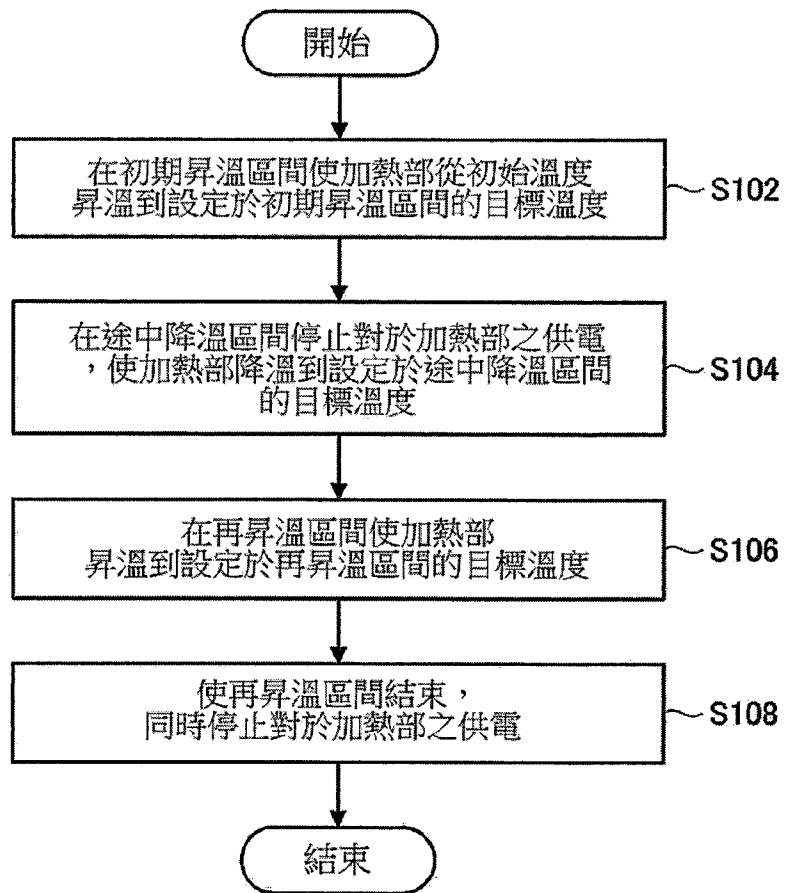 開始
在初期昇溫區間使加熱部從初始溫度
昇溫到設定於初期昇溫區間的目標溫度
S102
在途中降溫區間停止對於加熱部之供電
，使加熱部降溫到設定於途中降溫區間
的目標溫度
S104
在再昇溫區間使加熱部
昇溫到設定於再昇溫區間的目標溫度
S106
使再昇溫區間結束，
同時停止對於加熱部之供電
S108
結束